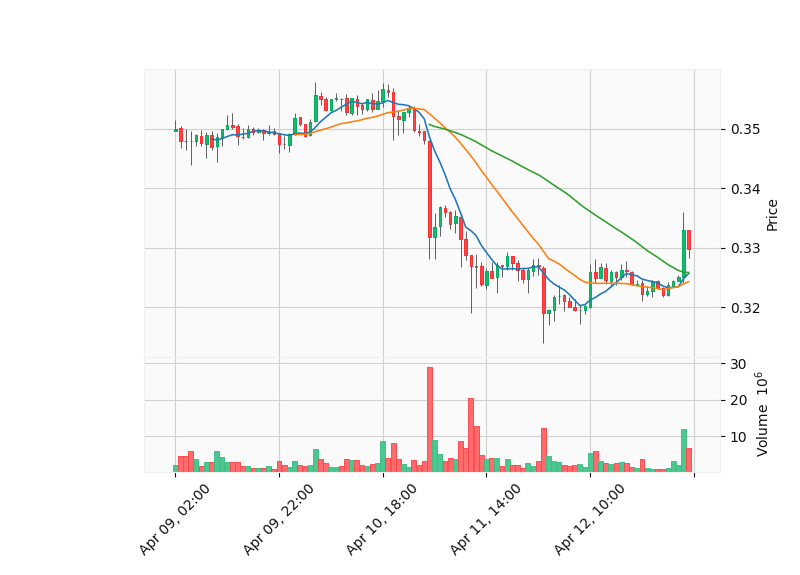 0.35
0.34
0.33
0.32
Price
30
20
10
Volume 10^6
Apr 09, 02:00
Apr 09, 22:00
Apr 10, 18:00
Apr 11, 14:00
Apr 12, 10:00